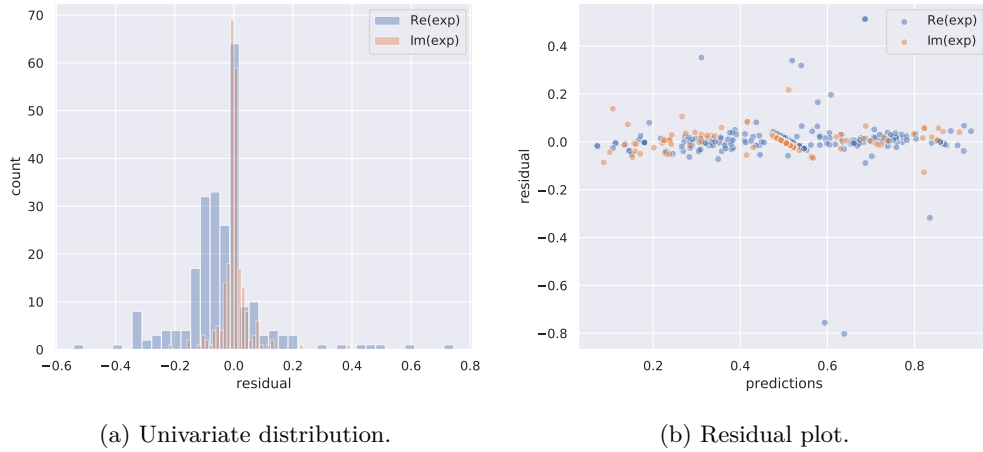 70
60
50
40
30
20
10
0
count
−0.6
−0.4
−0.2
0.0
0.2
0.4
0.6
0.8
residual
Re(exp)
Im(exp)
(a) Univariate distribution.
0.4
0.2
0.0
−0.2
−0.4
−0.6
−0.8
residual
0.2
0.4
0.6
0.8
predictions
Re(exp)
Im(exp)
(b) Residual plot.